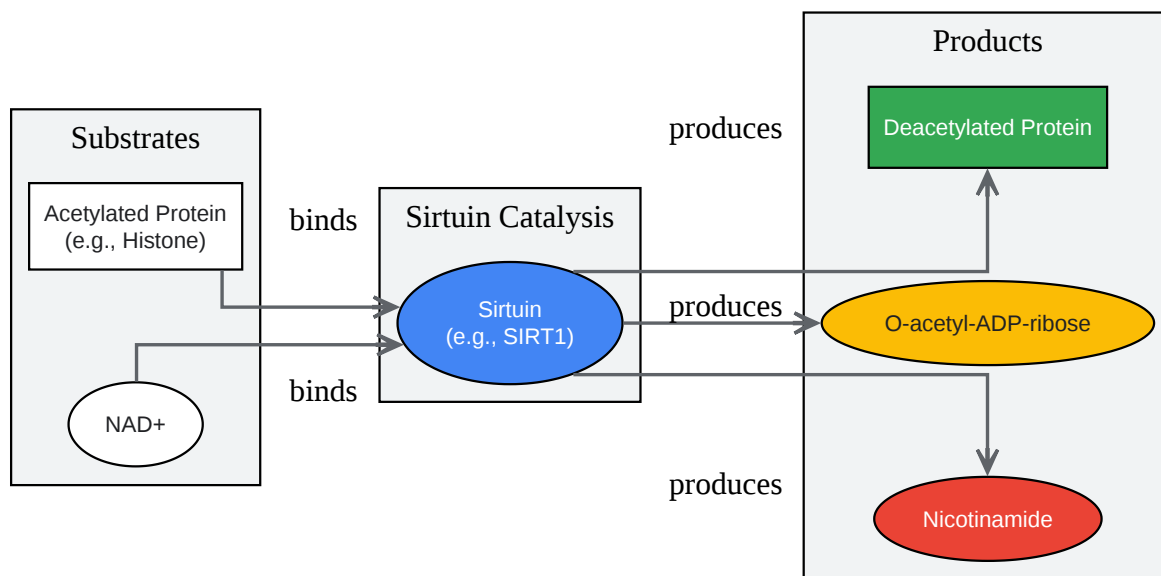 Substrates
Acetylated Protein
(e.g., Histone)
NAD+
binds
binds
Sirtuin Catalysis
Sirtuin
(e.g., SIRT1)
produces
produces
produces
Products
Deacetylated Protein
O-acetyl-ADP-ribose
Nicotinamide